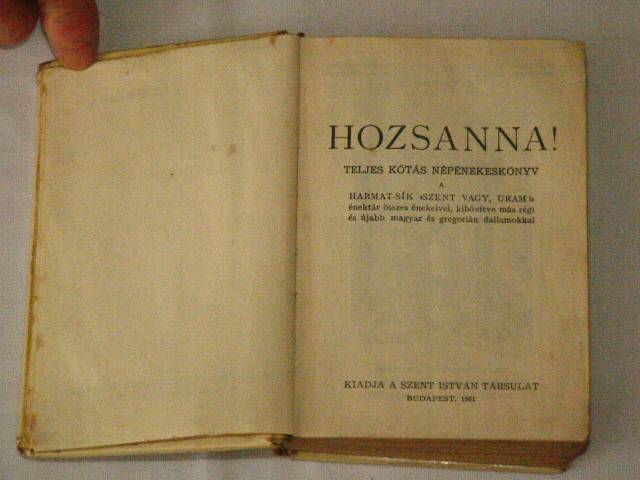 HOZSANNA!
TELJES KÓTÁS NÉPÉNEKESKÖNYV
A
HARMAT-SÍK «SZENT VAGY, URAM!»
énektár összes énekeivel, kibővítve más régi
és újabb magyar és gregorián dallamokkal
KIADJA A SZENT ISTVÁN TÁRSULAT
BUDAPEST, 1961